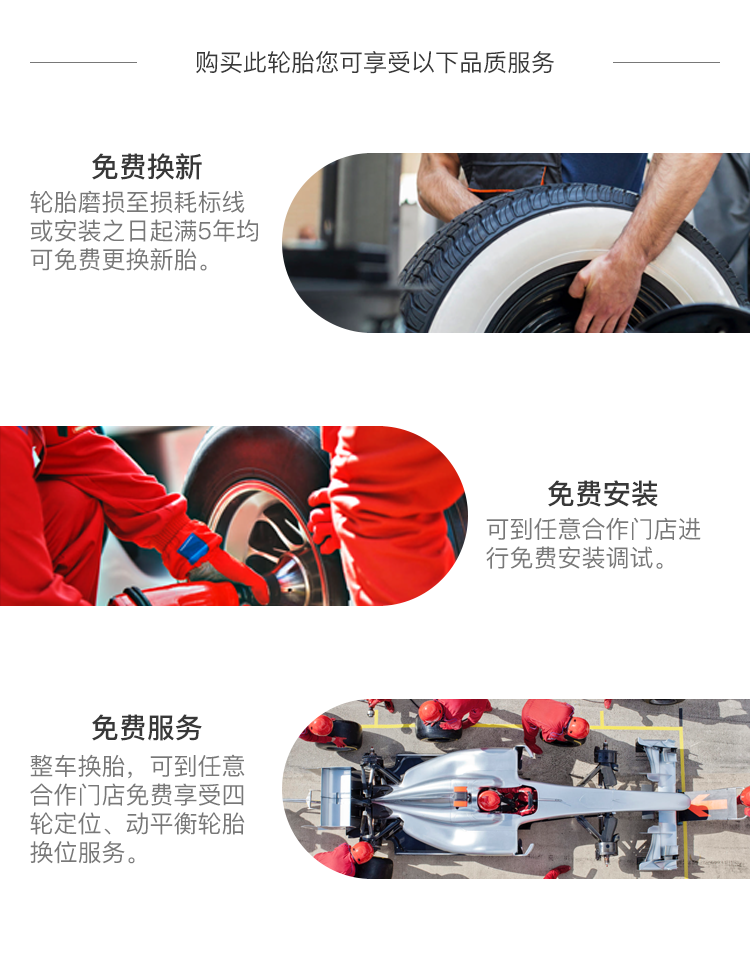 购买此轮胎您可享受以下品质服务
免费换新
轮胎磨损至损耗标线
或安装之日起满5年均
可免费更换新胎。
免费安装
可到任意合作门店进
行免费安装调试。
免费服务
整车换胎，可到任意
合作门店免费享受四
轮定位、动平衡轮胎
换位服务。